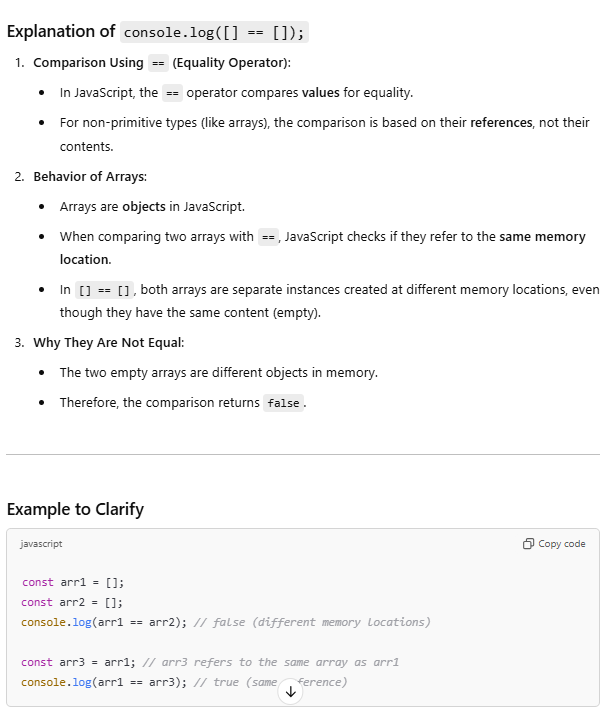 Explanation of console.log([] == []);
1. Comparison Using == (Equality Operator):
• In JavaScript, the == operator compares values for equality.
• For non-primitive types (like arrays), the comparison is based on their references, not their
contents.
2. Behavior of Arrays:
• Arrays are objects in JavaScript.
• When comparing two arrays with ==, JavaScript checks if they refer to the same memory
location.
• In [] == [], both arrays are separate instances created at different memory locations, even
though they have the same content (empty).
3. Why They Are Not Equal:
• The two empty arrays are different objects in memory.
• Therefore, the comparison returns false.
Example to Clarify
javascript Copy code
const arr1 = [];
const arr2 = [];
console.log(arr1 == arr2); // false (different memory locations)
const arr3 = arr1; // arr3 refers to the same array as arr1
console.log(arr1 == arr3); // true (same ference)